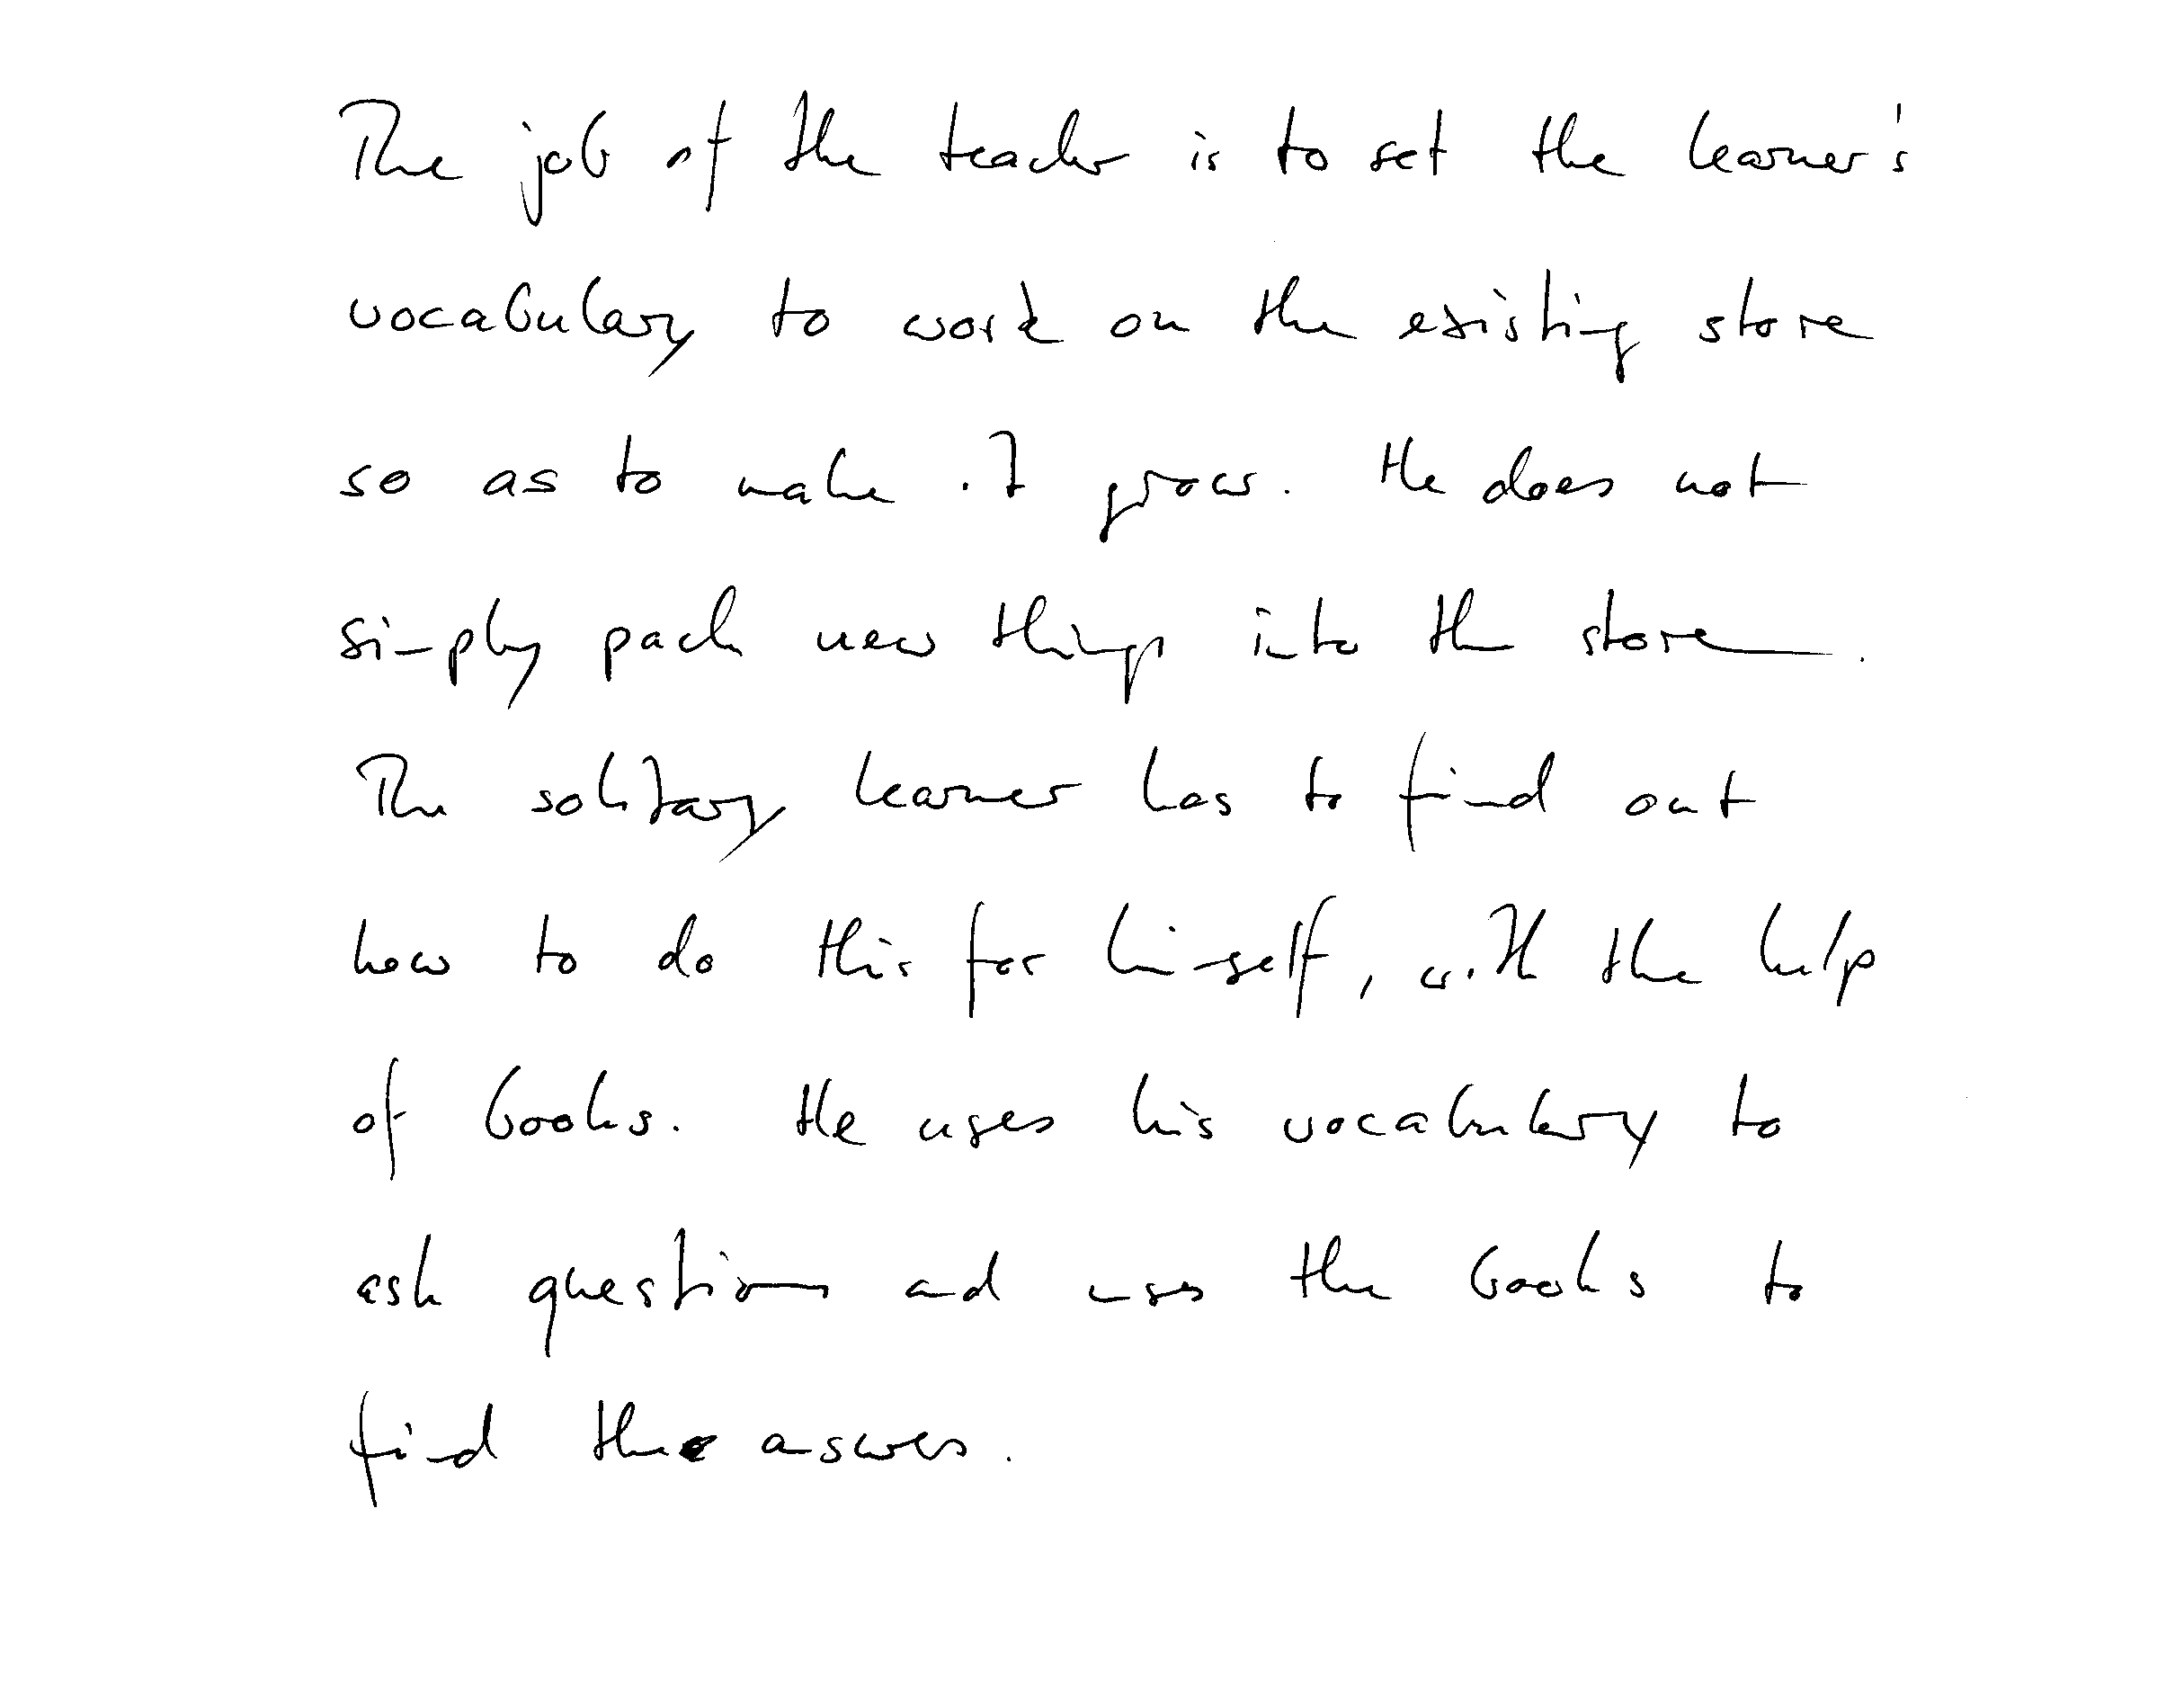 The job of the teacher is to set the learner's
vocabulary to work on the existing store
so as to make it grow. He does not
simply pack new things into the store.
The solitary learner has to find out
how to do this for himself, with the help
of books. He uses his vocabulary to
ask questions and uses the books to
find the answers.